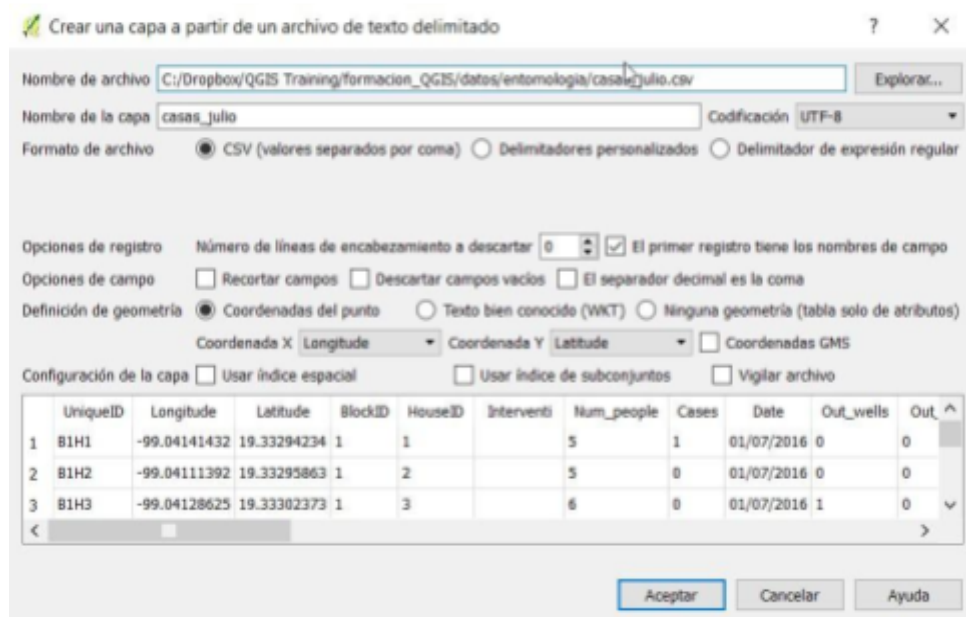 Crear una capa a partir de un archivo de texto delimitado ? ×
Nombre de archivo C:/Dropbox/QGIS Training/formacion_QGIS/datos/entomologia/casas_julio.csv Explorar...
Nombre de la capa casas_julio Codificación UTF-8
Formato de archivo CSV (valores separados por coma) Delimitadores personalizados Delimitador de expresión regular
Opciones de registro Número de líneas de encabezamiento a descartar 0 El primer registro tiene los nombres de campo
Opciones de campo Recortar campos Descartar campos vacíos El separador decimal es la coma
Definición de geometría Coordenadas del punto Texto bien conocido (WKT) Ninguna geometría (tabla solo de atributos)
Coordenada X Longitude Coordenada Y Latitude Coordenadas GMS
Configuración de la capa Usar índice espacial Usar índice de subconjuntos Vigilar archivo
UniqueID Longitude Latitude BlockID HouseID Interventi Num_people Cases Date Out_wells Out_
1 B1H1 -99.04141432 19.33294234 1 1 5 1 01/07/2016 0 0
2 B1H2 -99.04111392 19.33295863 1 2 5 0 01/07/2016 0 0
3 B1H3 -99.04128625 19.33302373 1 3 6 0 01/07/2016 1 0
Aceptar Cancelar Ayuda